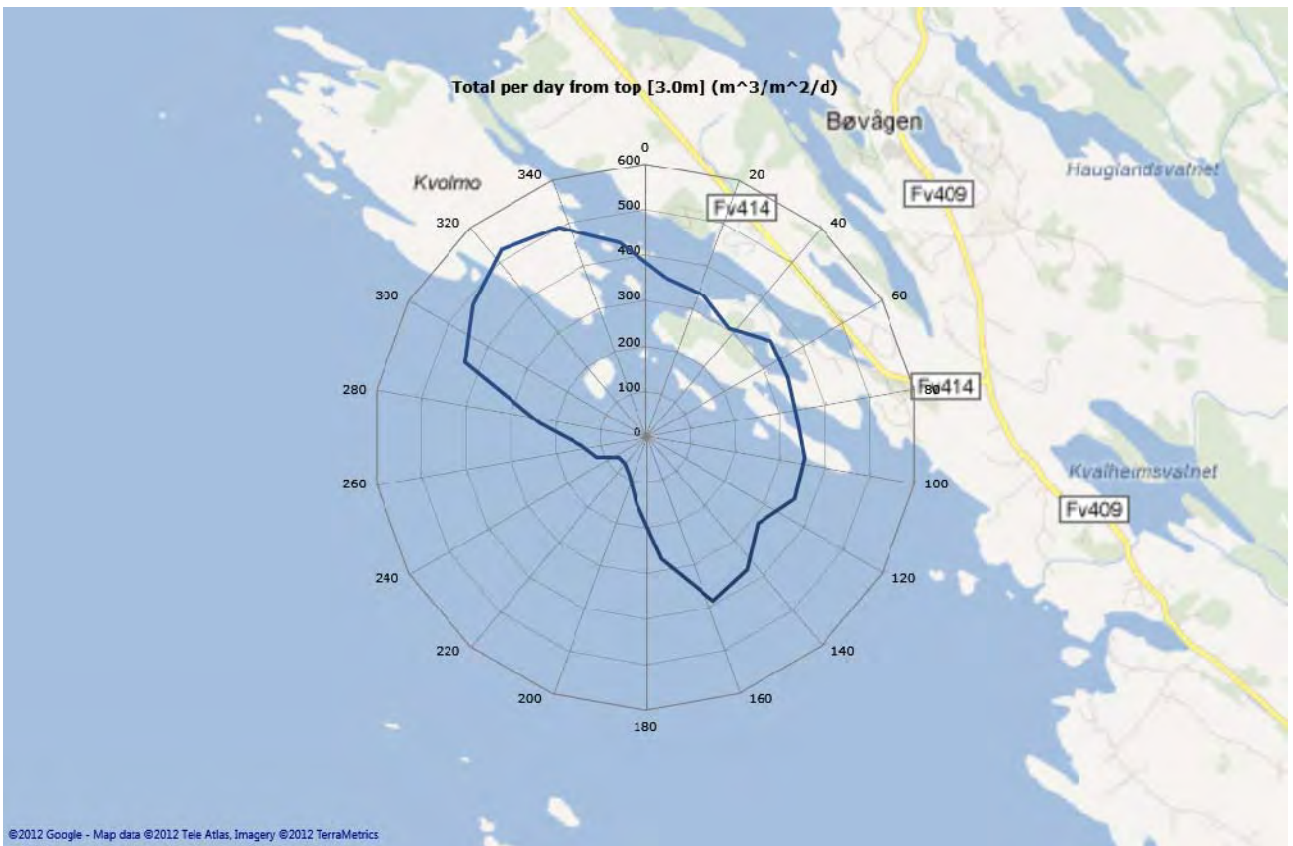 Total per day from top [3.0m] (m^3/m^2/d)
Bøvågen
Hauglandsvatnet
Kvolmo
Fv409
Fv414
0
600
340
20
500
320
40
400
300
300
60
200
280
100
80
Fv414
0
Kvalheimsvatnet
260
100
Fv409
240
120
220
140
200
160
180
©2012 Google - Map data ©2012 Tele Atlas, Imagery ©2012 TerraMetrics